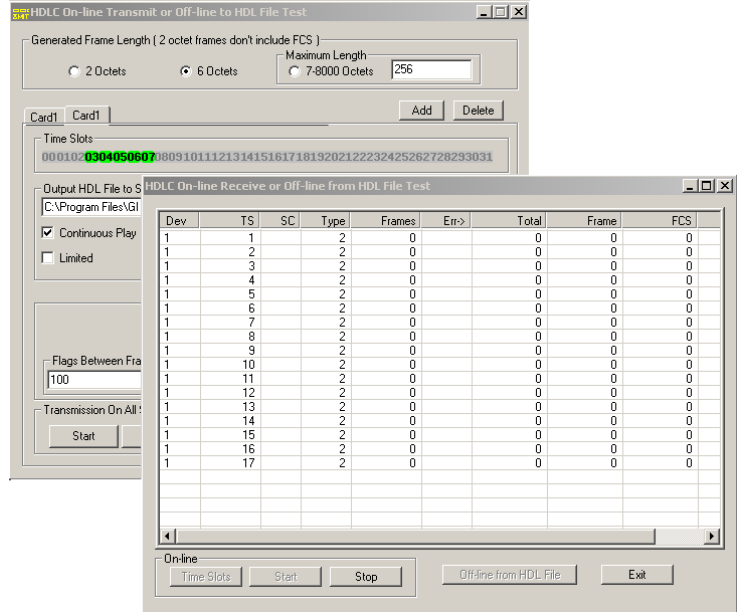 HDLC On-line Transmit or Off-line to HDL File Test
Generated Frame Length ( 2 octet frames don't include FCS )
Maximum Length
2 Octets 6 Octets 7-8000 Octets 256
Card1 Card1 Add Delete
Time Slots
0001020304050607080910111213141516171819202122232425262728293031
Output HDL File to S
C:\Program Files\Gl
Continuous Play
Limited
Flags Between Fra
100
Transmission On All S
Start
HDLC On-line Receive or Off-line from HDL File Test
Dev TS SC Type Frames Err-> Total Frame FCS
1 1 2 0 0 0 0
1 2 2 0 0 0 0
1 3 2 0 0 0 0
1 4 2 0 0 0 0
1 5 2 0 0 0 0
1 6 2 0 0 0 0
1 7 2 0 0 0 0
1 8 2 0 0 0 0
1 9 2 0 0 0 0
1 10 2 0 0 0 0
1 11 2 0 0 0 0
1 12 2 0 0 0 0
1 13 2 0 0 0 0
1 14 2 0 0 0 0
1 15 2 0 0 0 0
1 16 2 0 0 0 0
1 17 2 0 0 0 0
On-line
Time Slots Start Stop Off-line from HDL File Exit